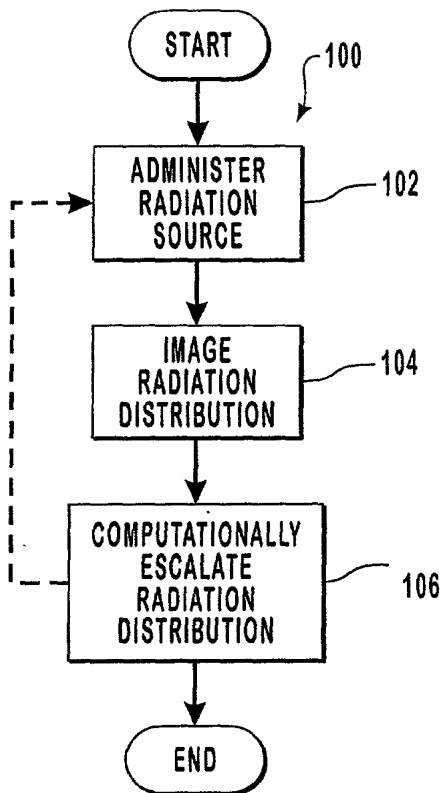 START
100
ADMINISTER
RADIATION
SOURCE
102
IMAGE
RADIATION
DISTRIBUTION
104
COMPUTATIONALLY
ESCALATE
RADIATION
DISTRIBUTION
106
END